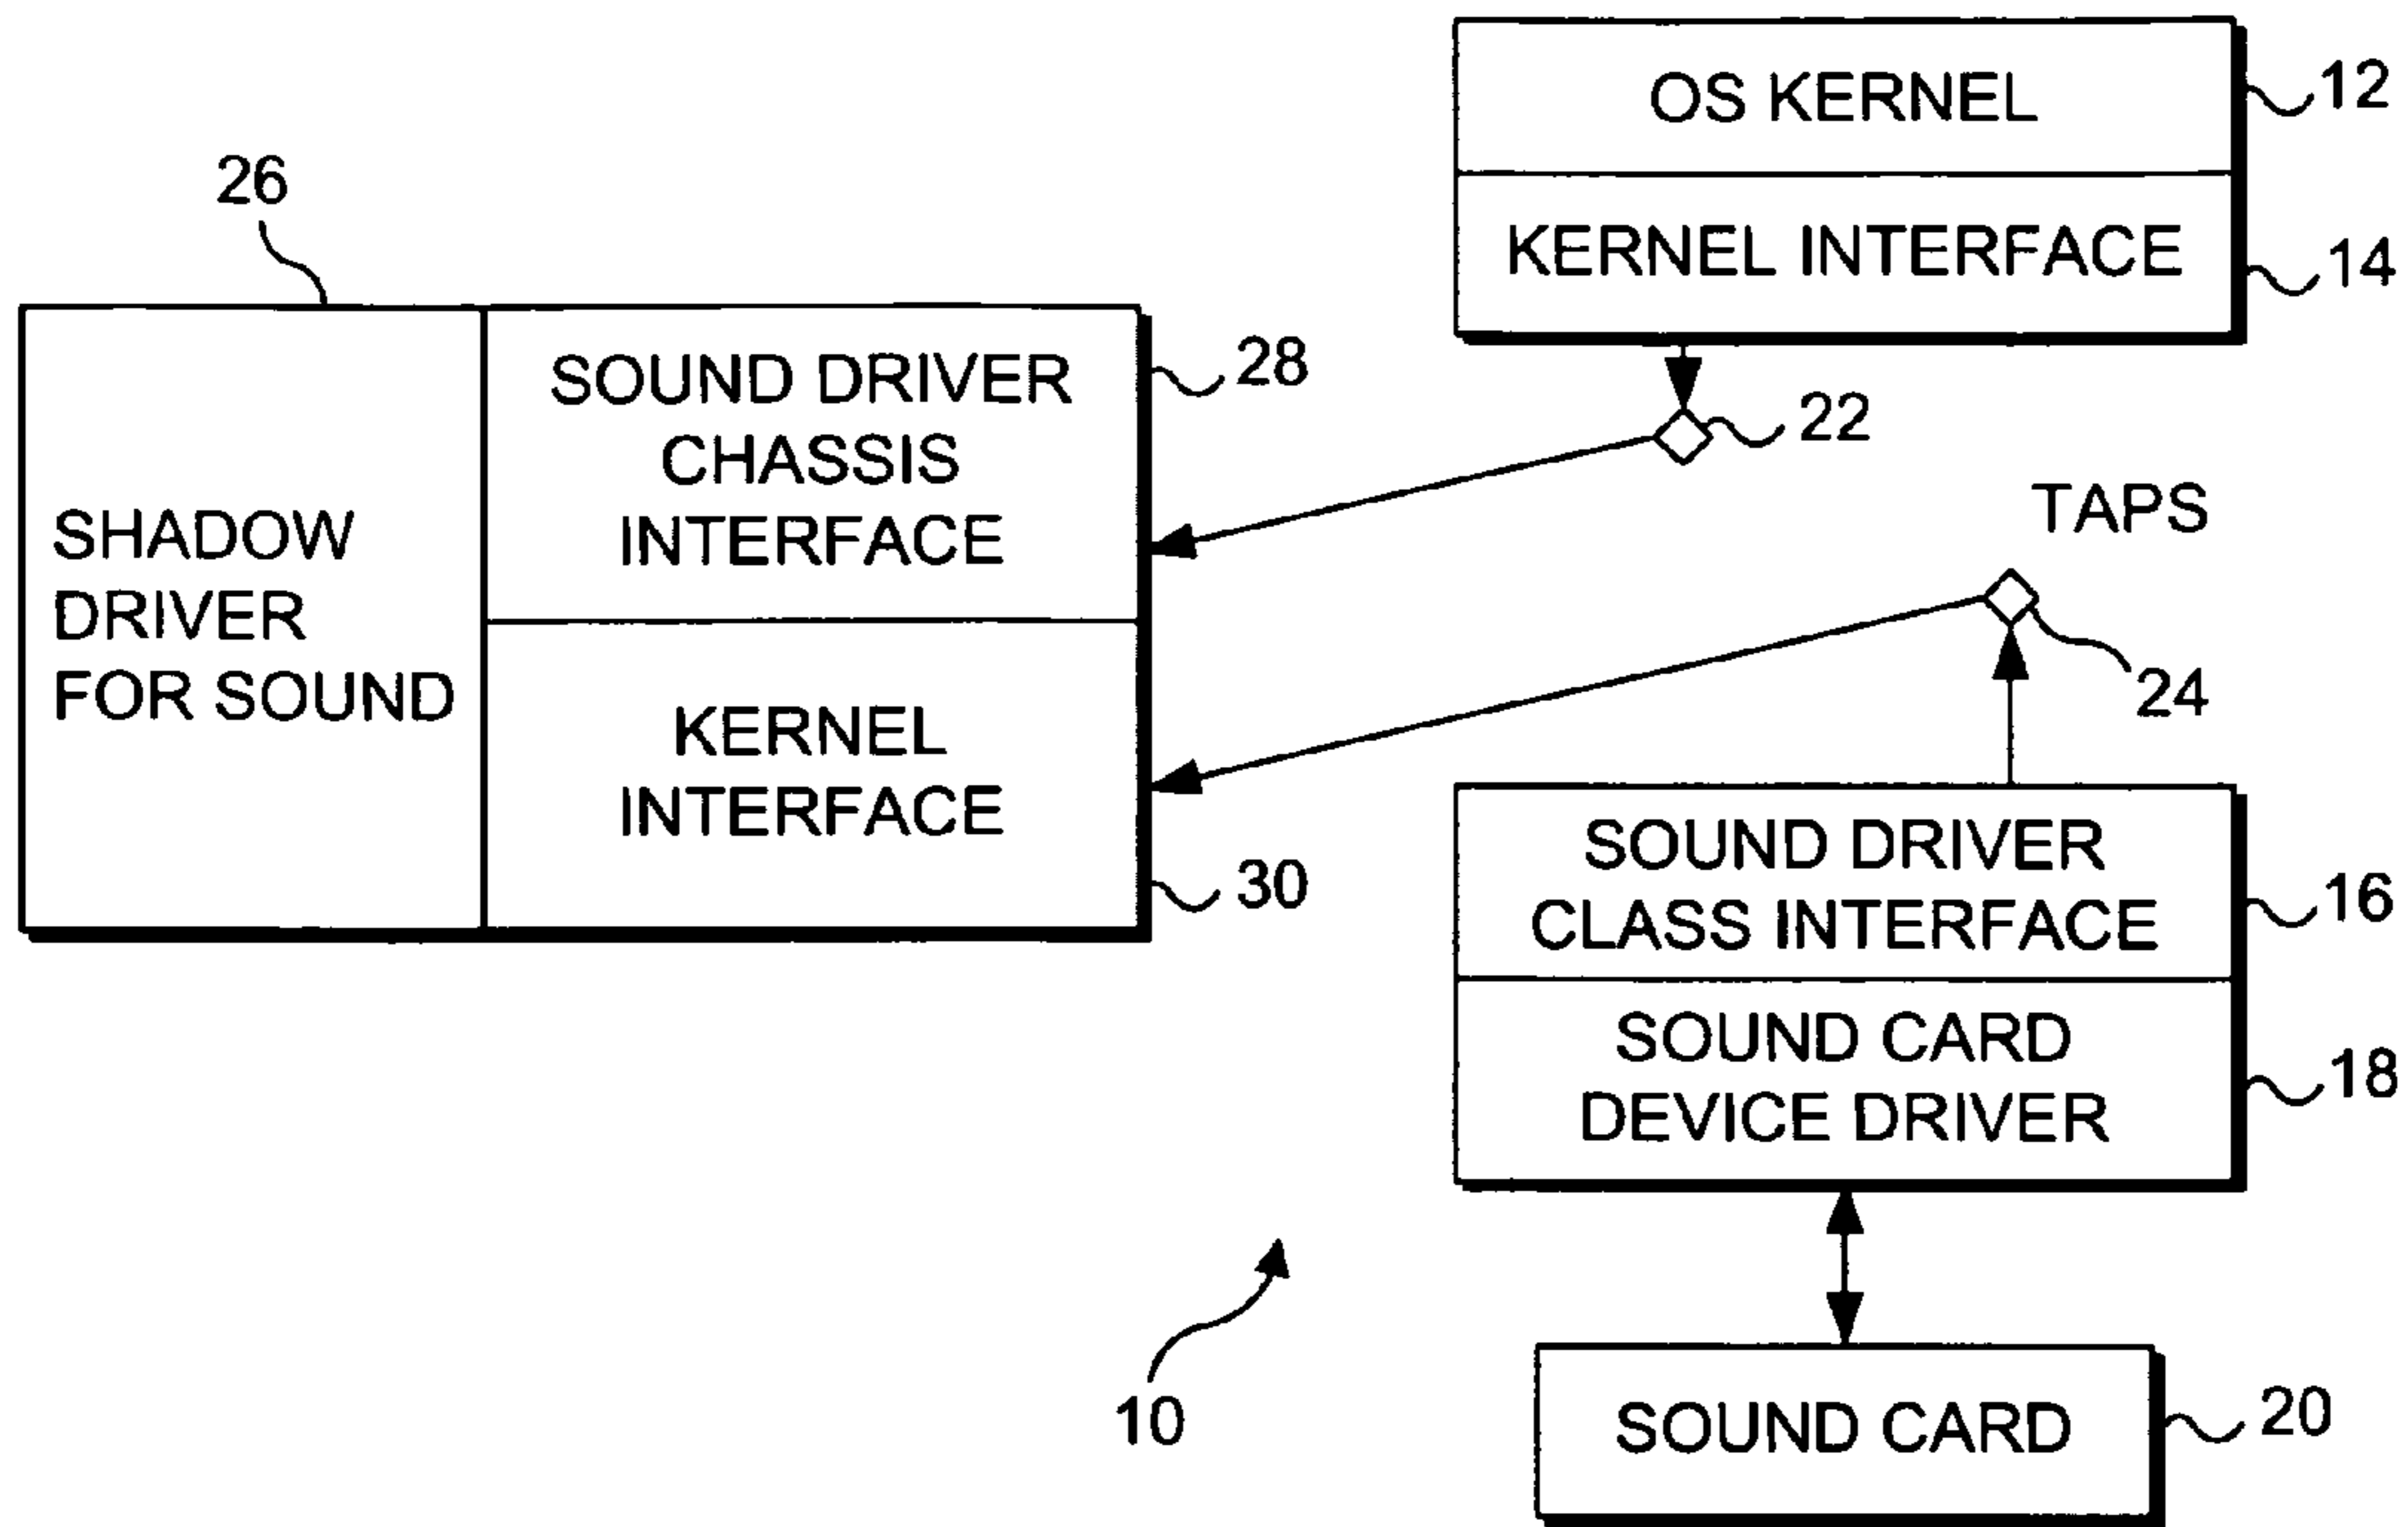 OS KERNEL
12
KERNEL INTERFACE
14
26
SHADOW
DRIVER
FOR SOUND
SOUND DRIVER
CHASSIS
INTERFACE
28
KERNEL
INTERFACE
30
22
TAPS
24
SOUND DRIVER
CLASS INTERFACE
16
SOUND CARD
DEVICE DRIVER
18
10
SOUND CARD
20